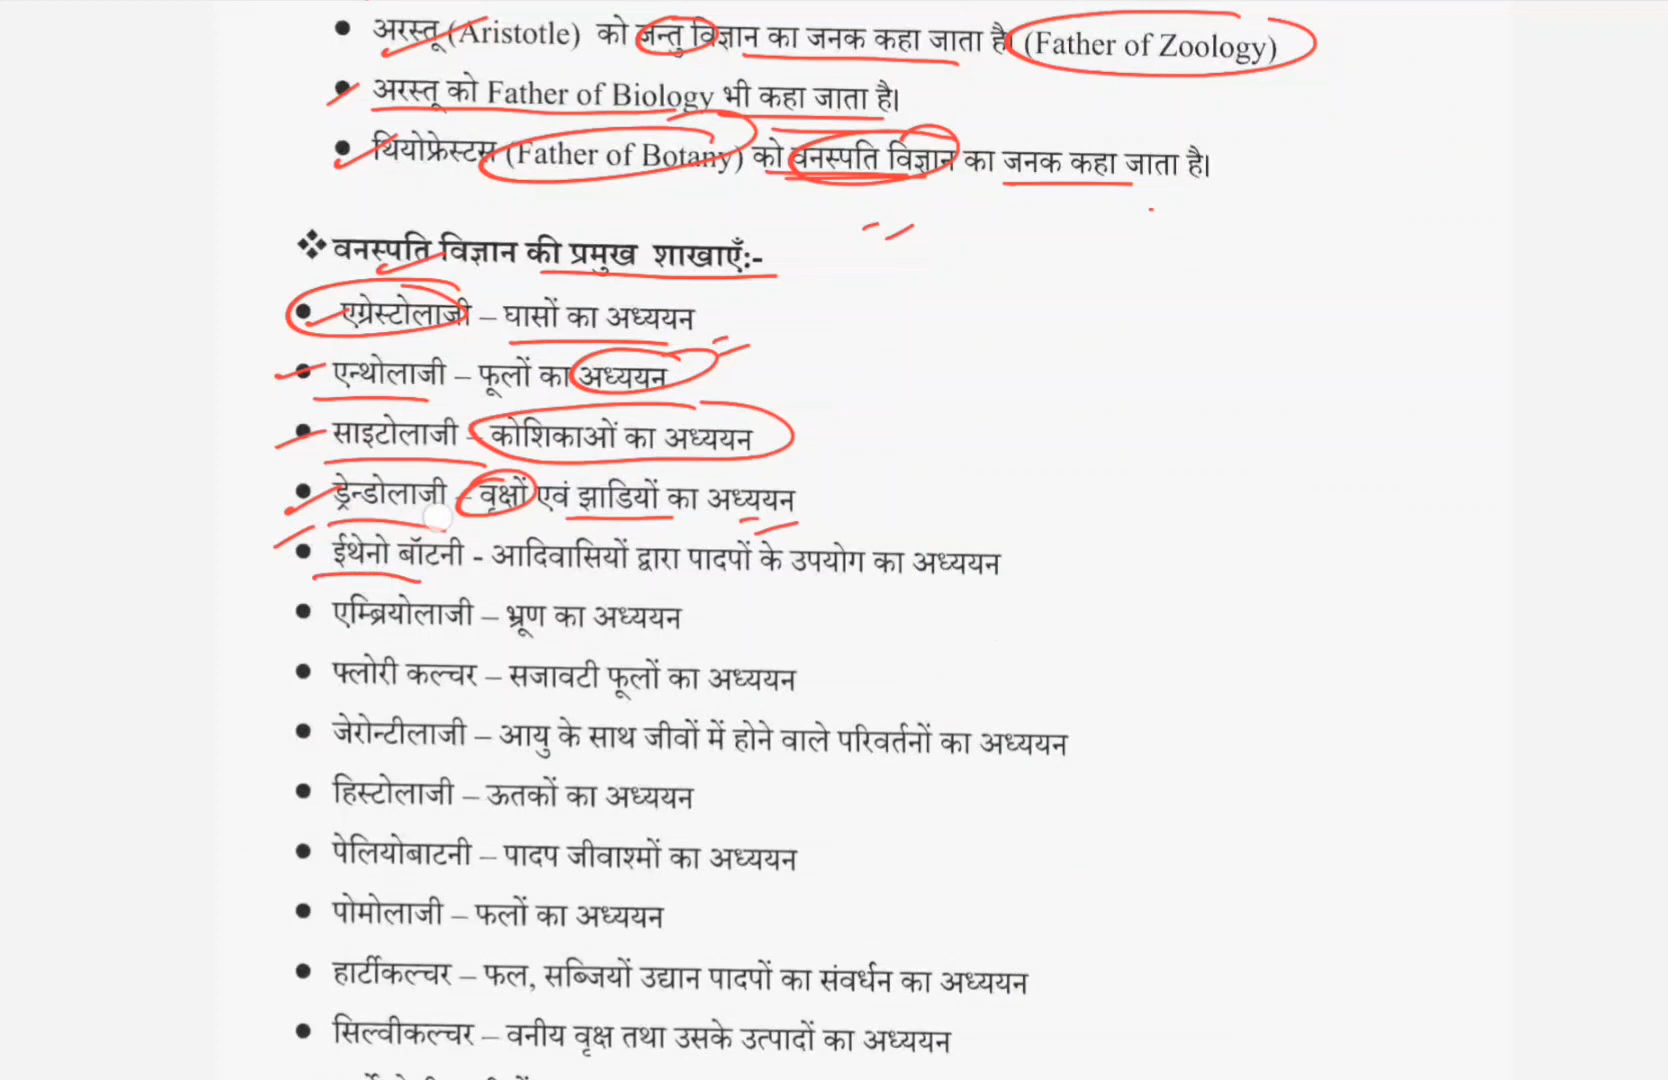 ● अरस्तू (Aristotle) को जन्तु विज्ञान का जनक कहा जाता है। (Father of Zoology)
● अरस्तू को Father of Biology भी कहा जाता है।
● थियोफ्रेस्टस (Father of Botany) को वनस्पति विज्ञान का जनक कहा जाता है।
❖ वनस्पति विज्ञान की प्रमुख शाखाएँ:-
● एग्रेस्टोलाजी – घासों का अध्ययन
● एन्थोलाजी – फूलों का अध्ययन
● साइटोलाजी – कोशिकाओं का अध्ययन
● ड्रेन्डोलाजी – वृक्षों एवं झाडियों का अध्ययन
● ईथेनो बॉटनी - आदिवासियों द्वारा पादपों के उपयोग का अध्ययन
● एम्ब्रियोलाजी – भ्रूण का अध्ययन
● फ्लोरी कल्चर – सजावटी फूलों का अध्ययन
● जेरोन्टीलाजी – आयु के साथ जीवों में होने वाले परिवर्तनों का अध्ययन
● हिस्टोलाजी – ऊतकों का अध्ययन
● पेलियोबाटनी – पादप जीवाश्मों का अध्ययन
● पोमोलाजी – फलों का अध्ययन
● हार्टीकल्चर – फल, सब्जियों उद्यान पादपों का संवर्धन का अध्ययन
● सिल्वीकल्चर – वनीय वृक्ष तथा उसके उत्पादों का अध्ययन